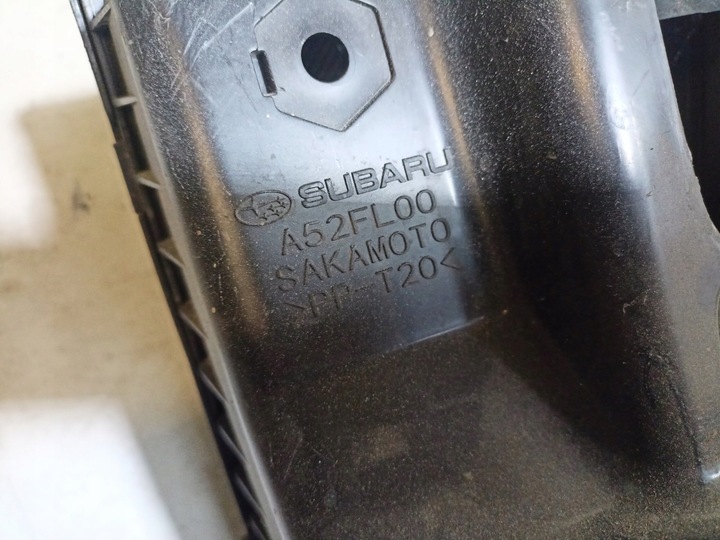 SUBARU
A52FL00
SAKAMOTO
>PP-T20<